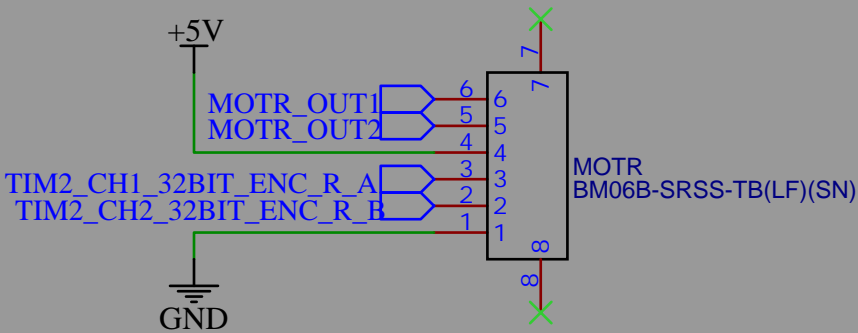 +5V
7
7
MOTR_OUT1 6 6
MOTR_OUT2 5 5
4 4
TIM2_CH1_32BIT_ENC_R_A 3 3
TIM2_CH2_32BIT_ENC_R_B 2 2
1 1
MOTR
BM06B-SRSS-TB(LF)(SN)
8
8
GND